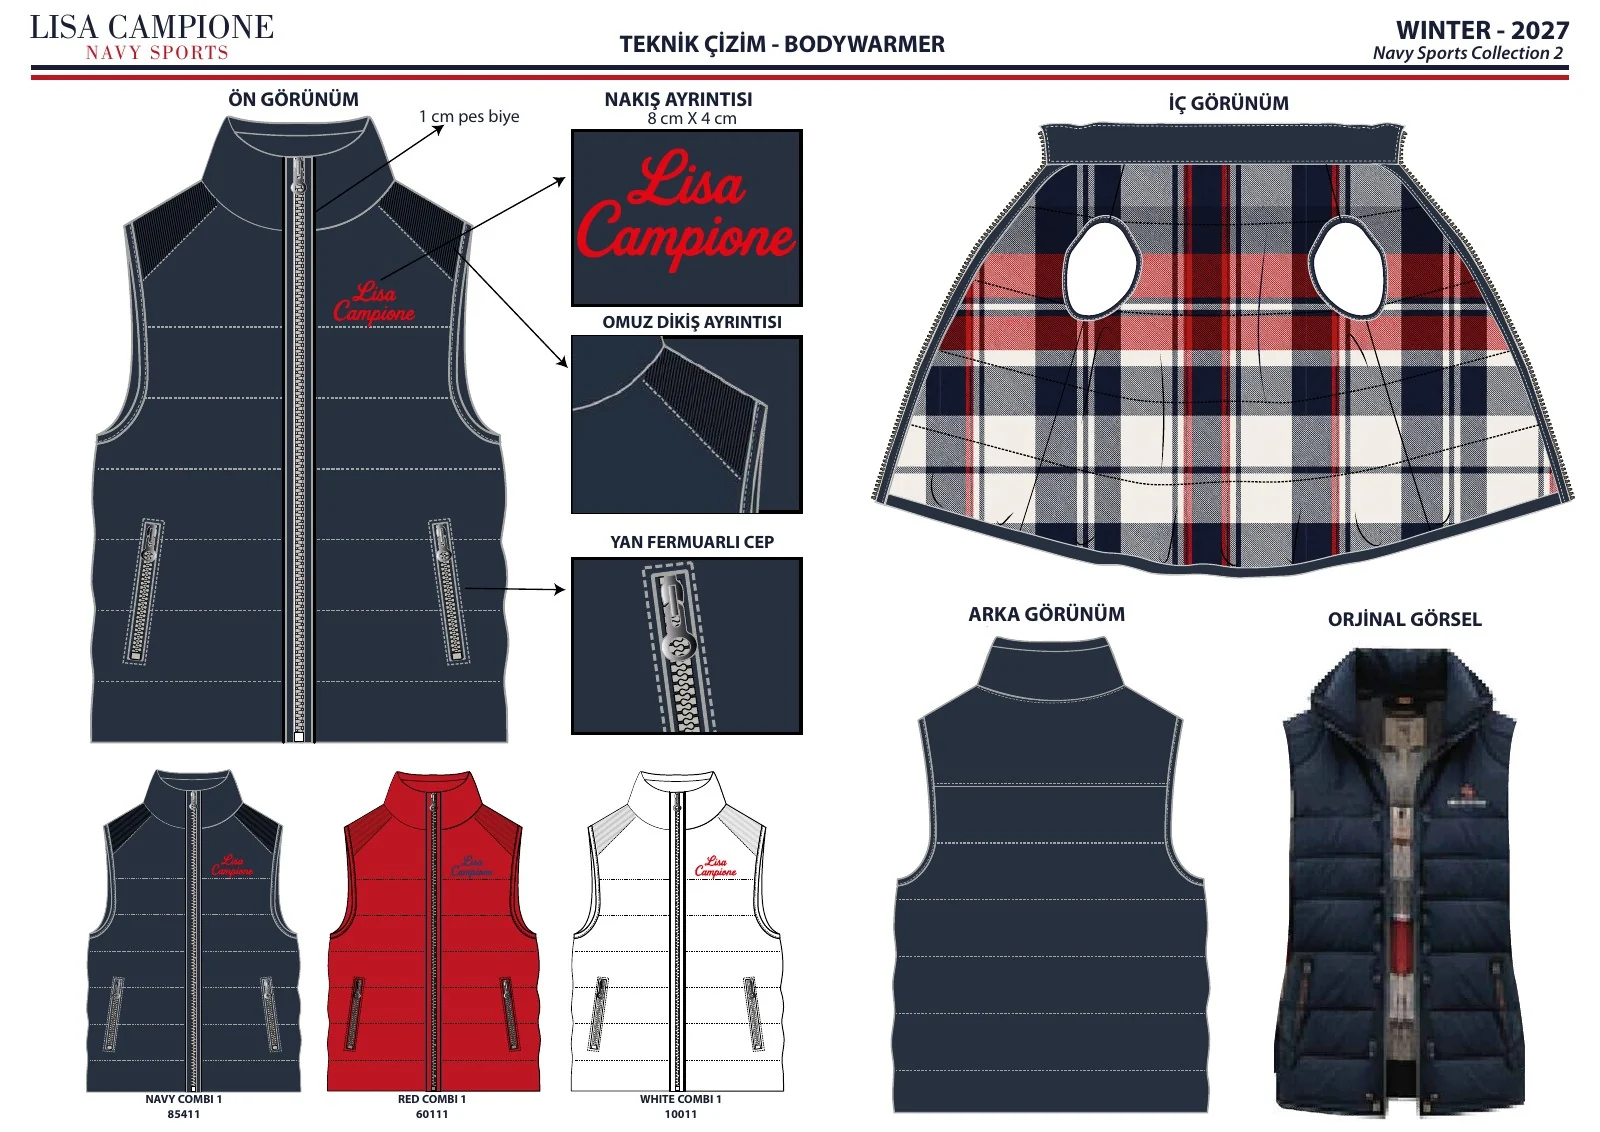 LISA CAMPIONE
NAVY SPORTS
TEKNİK ÇİZİM - BODYWARMER
WINTER - 2027
Navy Sports Collection 2
ÖN GÖRÜNÜM
1 cm pes biye
NAKIŞ AYRINTISI
8 cm X 4 cm
İÇ GÖRÜNÜM
Lisa
Campione
Lisa
Campione
OMUZ DİKİŞ AYRINTISI
YAN FERMUARLI CEP
ARKA GÖRÜNÜM
ORJİNAL GÖRSEL
Lisa
Campione
Lisa
Campione
Lisa
Campione
NAVY COMBI 1
85411
RED COMBI 1
60111
WHITE COMBI 1
10011